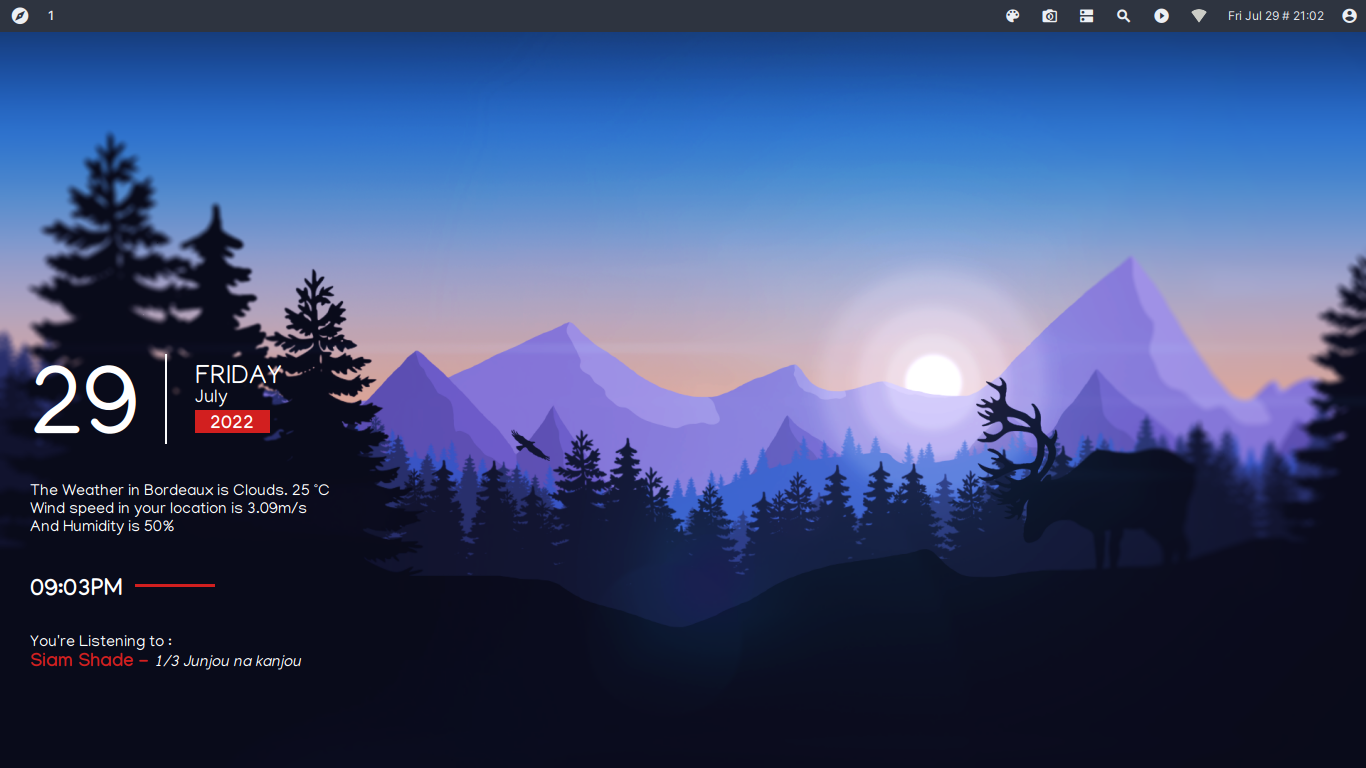 1
Fri Jul 29 # 21:02
29
FRIDAY
July
2022
The Weather in Bordeaux is Clouds. 25 °C
Wind speed in your location is 3.09m/s
And Humidity is 50%
09:03PM
You're Listening to :
Siam Shade - 1/3 Junjou na kanjou